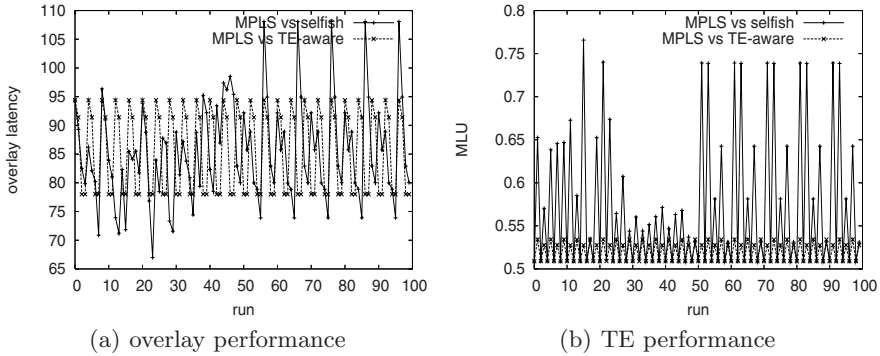 110
105
100
95
90
85
80
75
70
65
overlay latency
MPLS vs selfish
MPLS vs TE-aware
0 10 20 30 40 50 60 70 80 90 100
run
(a) overlay performance
0.8
0.75
0.7
0.65
0.6
0.55
0.5
MLU
MPLS vs selfish
MPLS vs TE-aware
0 10 20 30 40 50 60 70 80 90 100
run
(b) TE performance